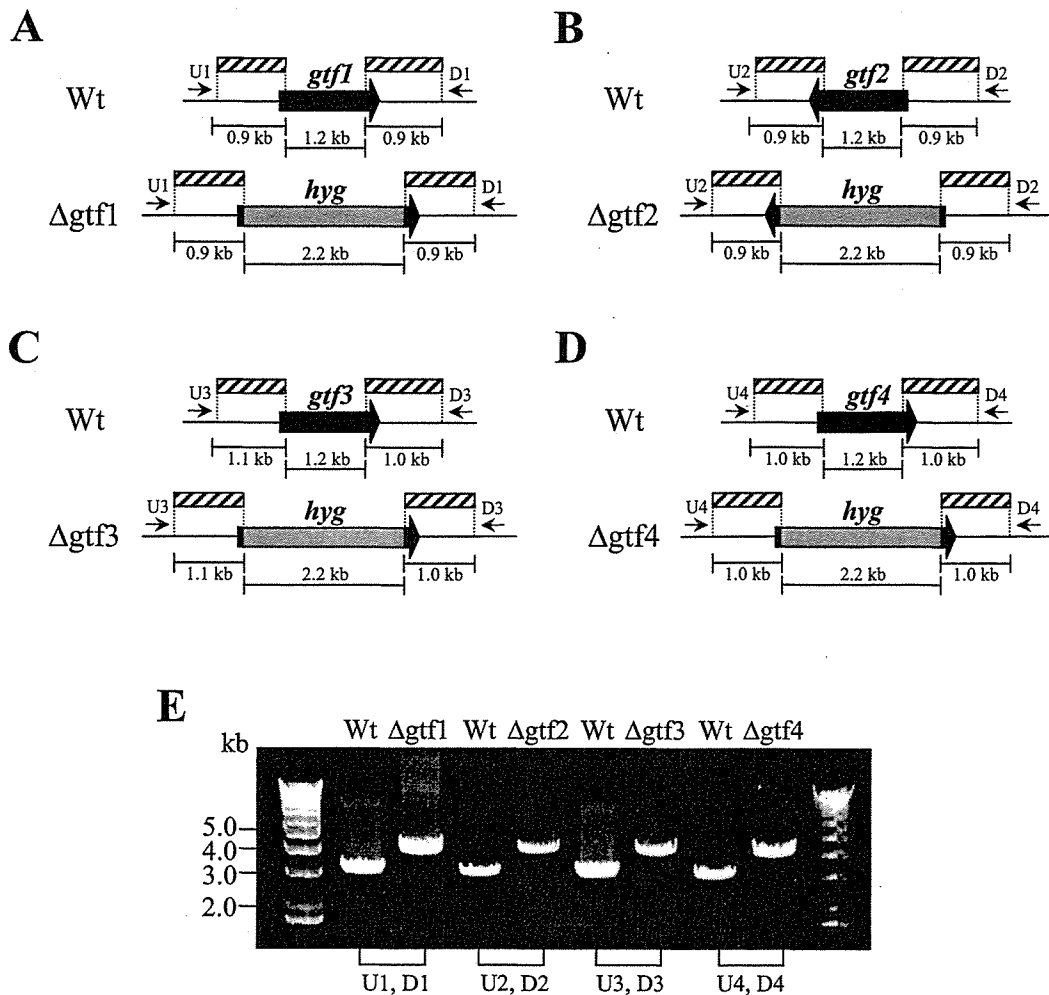 A
U1
gtf1
D1
Wt
0.9 kb
1.2 kb
0.9 kb
U1
hyg
D1
Δgtf1
0.9 kb
2.2 kb
0.9 kb
B
U2
gtf2
D2
Wt
0.9 kb
1.2 kb
0.9 kb
U2
hyg
D2
Δgtf2
0.9 kb
2.2 kb
0.9 kb
C
U3
gtf3
D3
Wt
1.1 kb
1.2 kb
1.0 kb
U3
hyg
D3
Δgtf3
1.1 kb
2.2 kb
1.0 kb
D
U4
gtf4
D4
Wt
1.0 kb
1.2 kb
1.0 kb
U4
hyg
D4
Δgtf4
1.0 kb
2.2 kb
1.0 kb
E
Wt Δgtf1 Wt Δgtf2 Wt Δgtf3 Wt Δgtf4
kb
5.0
4.0
3.0
2.0
U1, D1 U2, D2 U3, D3 U4, D4